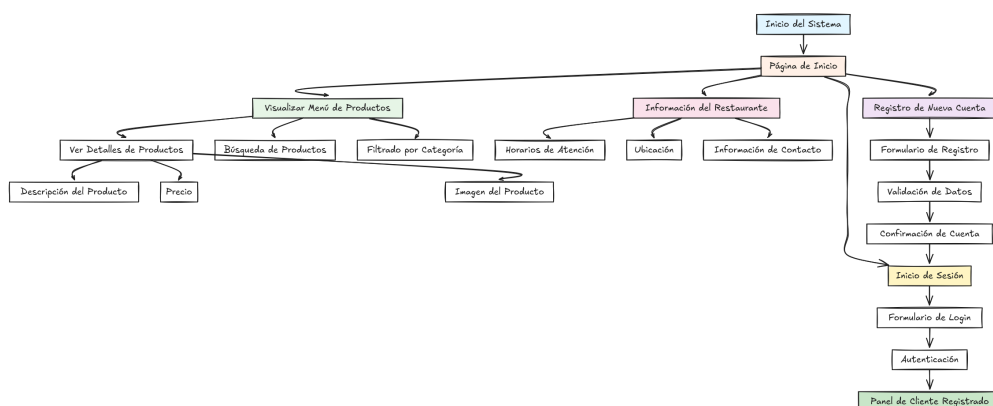 Inicio del Sistema
Página de Inicio
Visualizar Menú de Productos
Información del Restaurante
Registro de Nueva Cuenta
Ver Detalles de Productos
Búsqueda de Productos
Filtrado por Categoría
Horarios de Atención
Ubicación
Información de Contacto
Formulario de Registro
Descripción del Producto
Precio
Imagen del Producto
Validación de Datos
Confirmación de Cuenta
Inicio de Sesión
Formulario de Login
Autenticación
Panel de Cliente Registrado